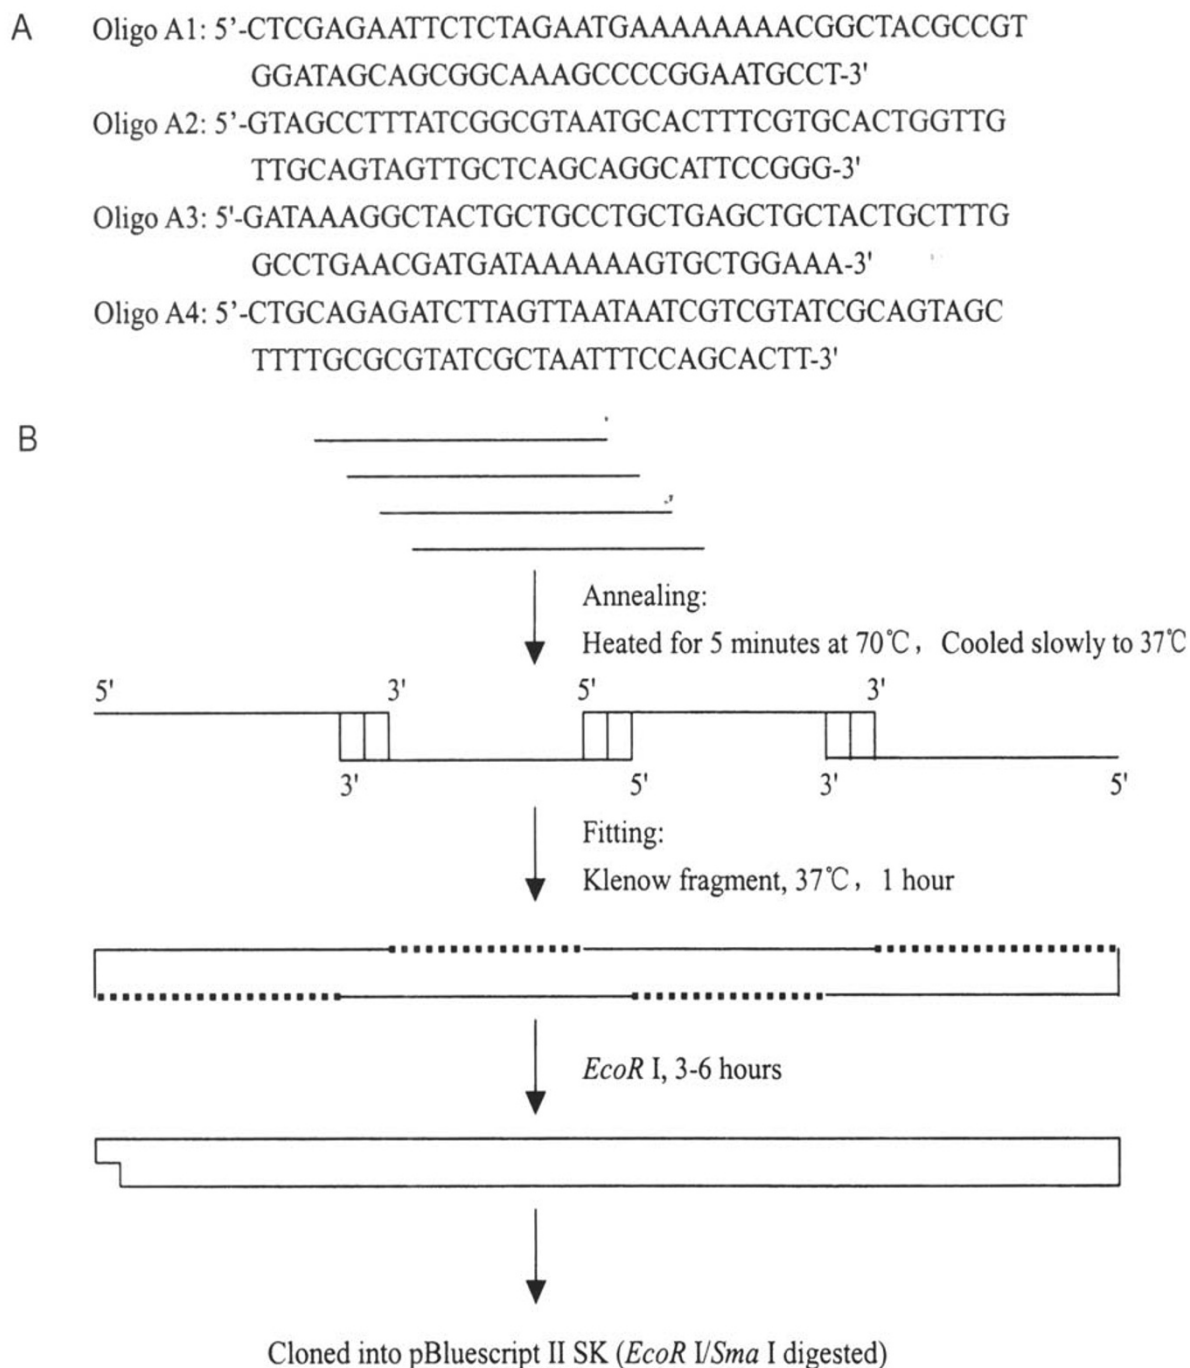 A
Oligo A1: 5'-CTCGAGAATTCTCTAGAATGAAAAAAAACGGCTACGCCGT
GGATAGCAGCGGCAAAGCCCCGGAATGCCT-3'
Oligo A2: 5'-GTAGCCTTTATCGGCGTAATGCACTTTCGTGCACTGGTTG
TTGCAGTAGTTGCTCAGCAGGCATTCCGGG-3'
Oligo A3: 5'-GATAAAGGCTACTGCTGCCTGCTGAGCTGCTACTGCTTTG
GCCTGAACGATGATAAAAAAGTGCTGGAAA-3'
Oligo A4: 5'-CTGCAGAGATCTTAGTTAATAATCGTCGTATCGCAGTAGC
TTTTGCGCGTATCGCTAATTTCCAGCACTT-3'
B
Annealing:
Heated for 5 minutes at 70℃, Cooled slowly to 37℃
5' 3' 5' 3'
3' 5' 3' 5'
Fitting:
Klenow fragment, 37℃, 1 hour
EcoR I, 3-6 hours
Cloned into pBluescript II SK (EcoR I/Sma I digested)